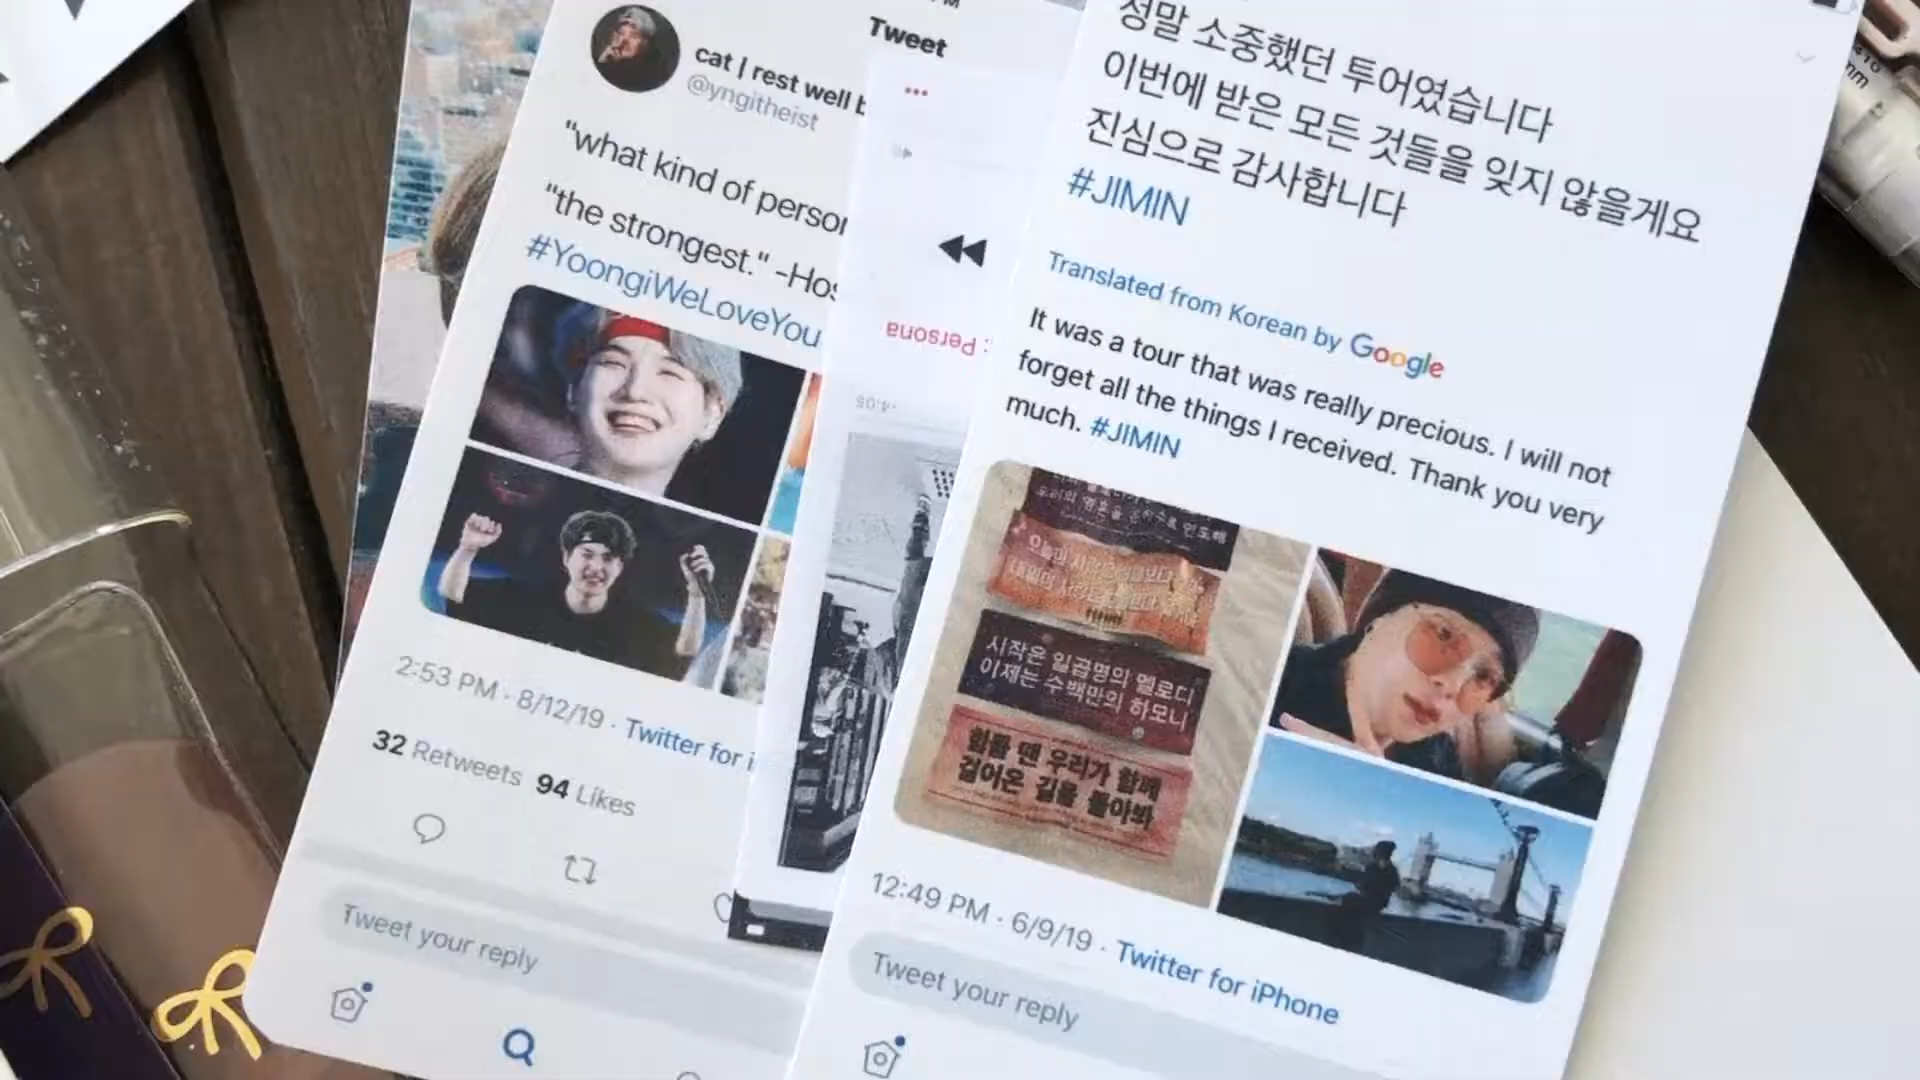 Tweet
cat | rest well b
@yngitheist
"what kind of person
"the strongest." -Hos
#YoongiWeLoveYou
2:53 PM · 8/12/19 · Twitter for i
32 Retweets 94 Likes
Tweet your reply
: Persona
-4:05
정말 소중했던 투어였습니다
이번에 받은 모든 것들을 잊지 않을게요
진심으로 감사합니다
#JIMIN
Translated from Korean by Google
It was a tour that was really precious. I will not
forget all the things I received. Thank you very
much. #JIMIN
시작은 일곱명의 멜로디
이제는 수백만의 하모니
힘들 땐 우리가 함께
걸어온 길을 돌아봐
12:49 PM · 6/9/19 · Twitter for iPhone
Tweet your reply